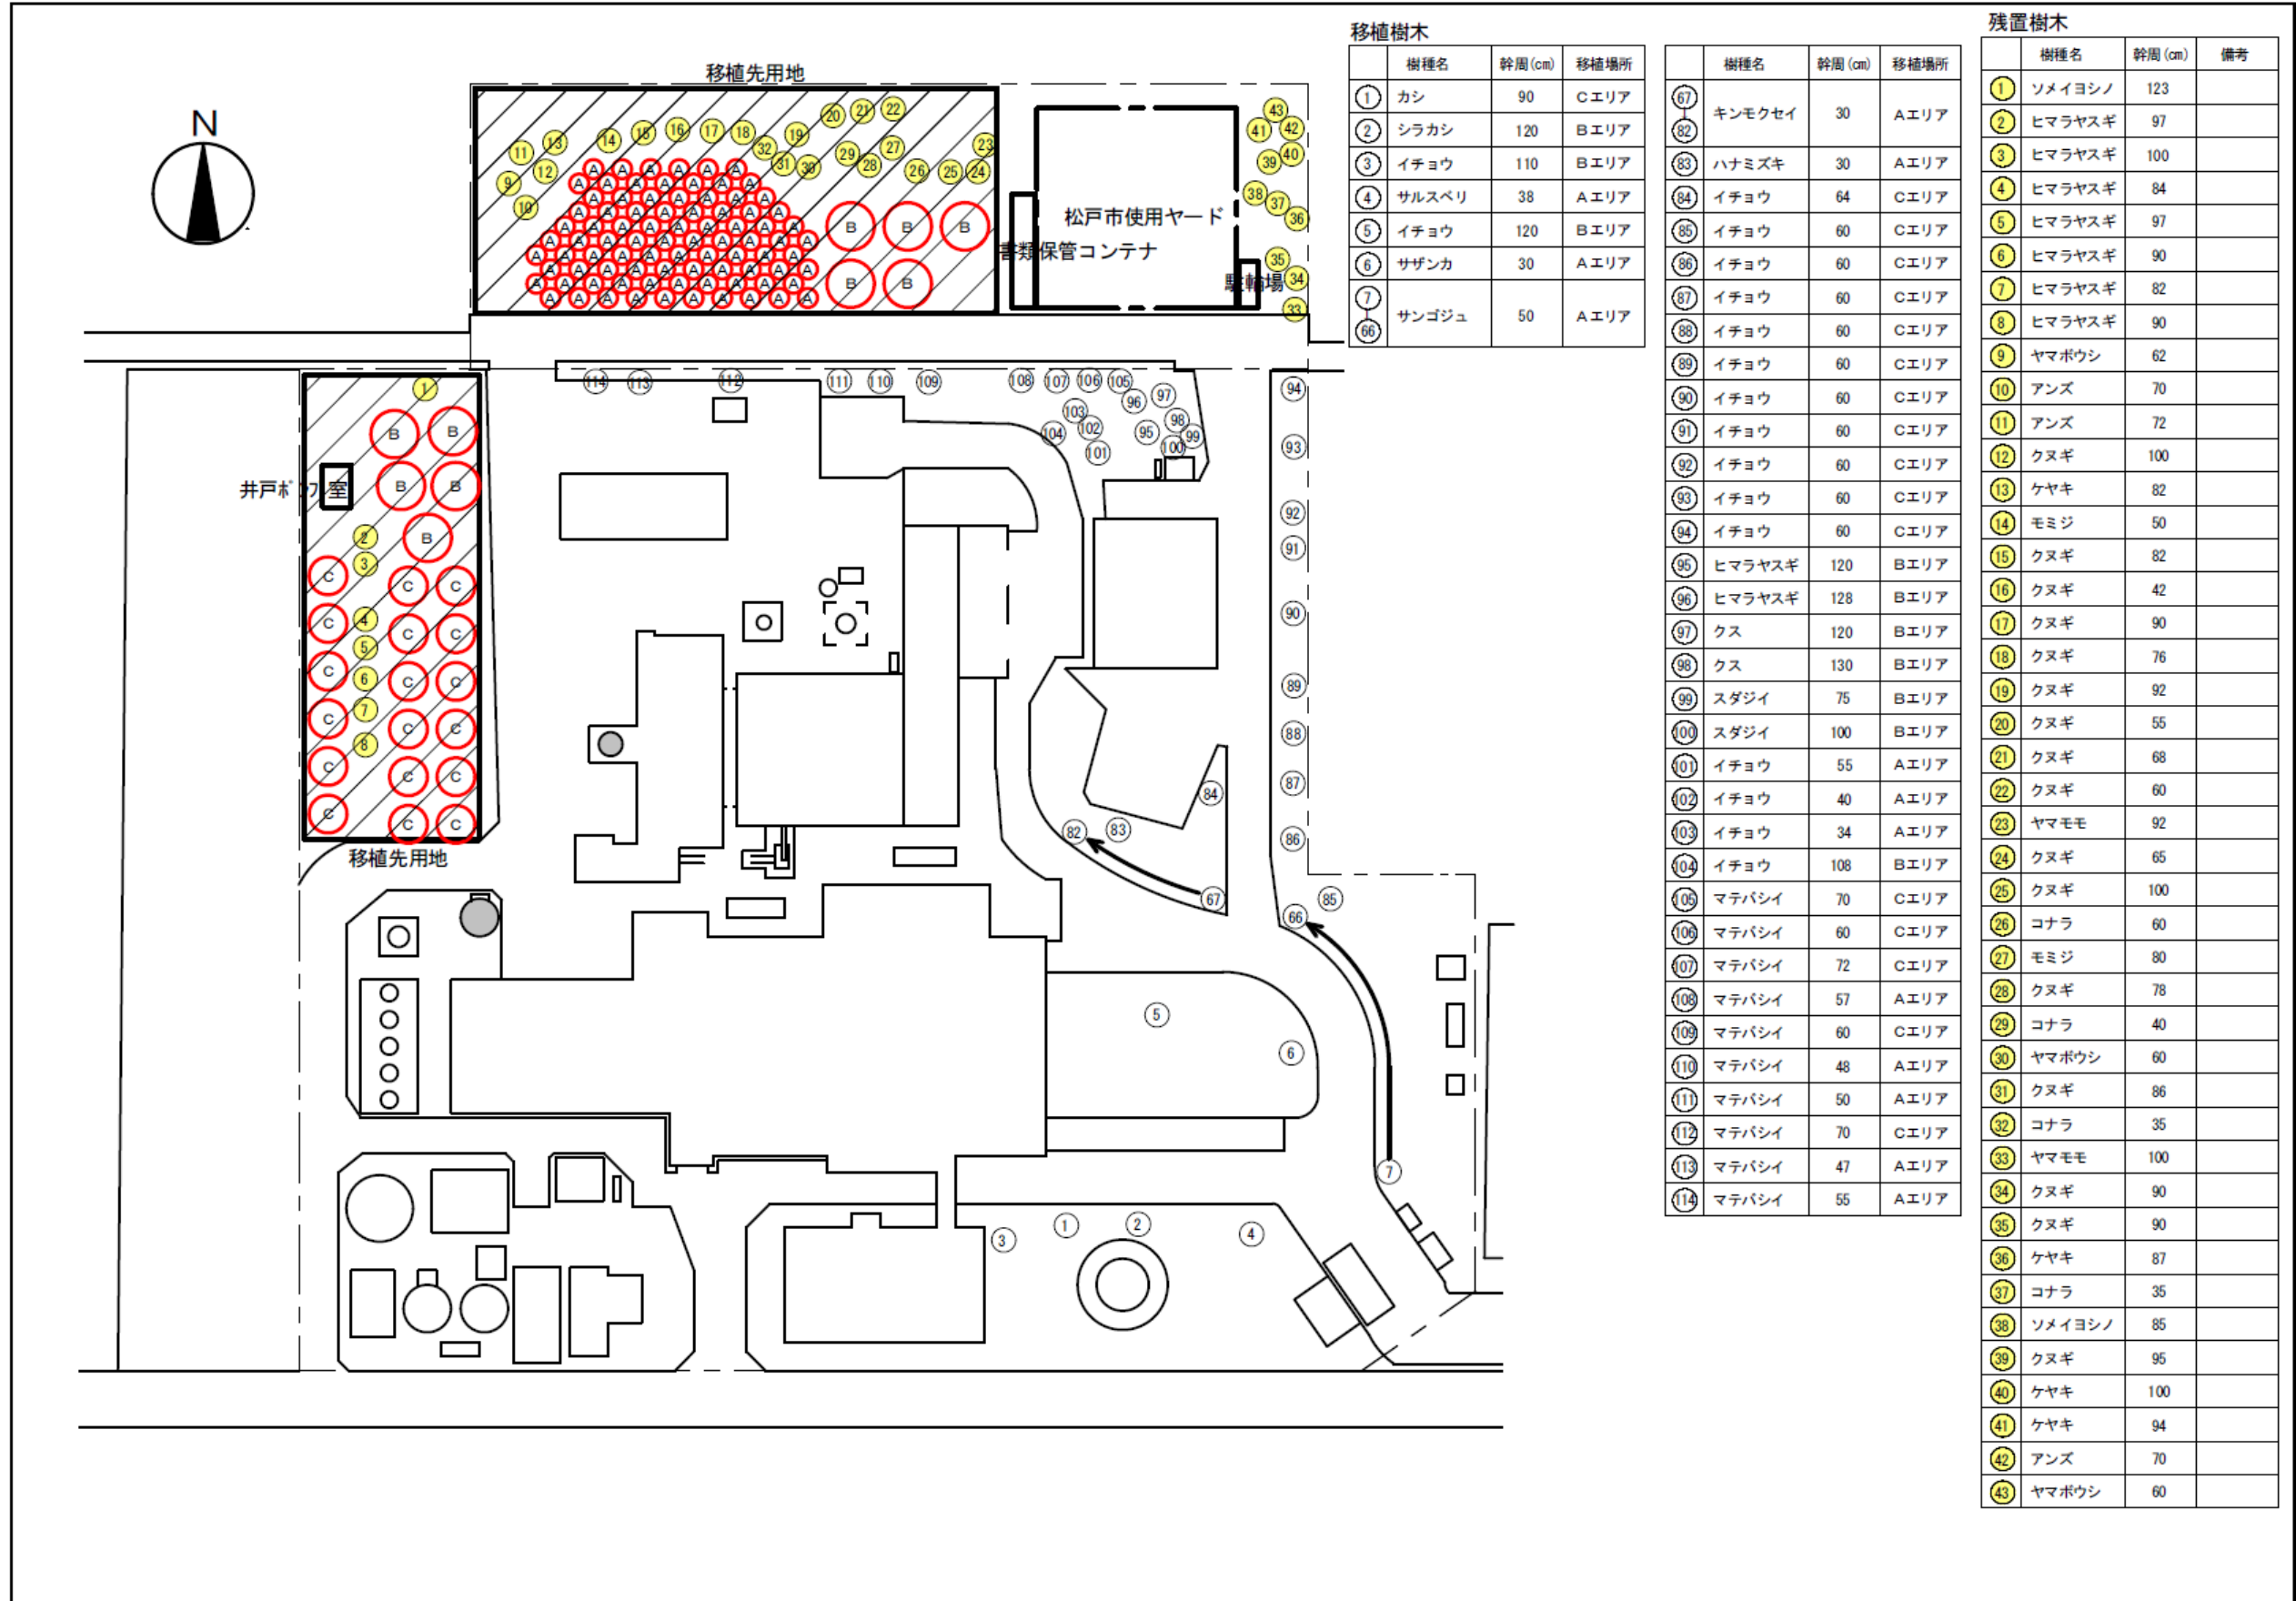 移植先用地
N
松戸市使用ヤード
書類保管コンテナ
駐輪場
井戸ポンプ室
移植先用地
移植樹木
樹種名 幹周(cm) 移植場所
1 カシ 90 Cエリア
2 シラカシ 120 Bエリア
3 イチョウ 110 Bエリア
4 サルスベリ 38 Aエリア
5 イチョウ 120 Bエリア
6 サザンカ 30 Aエリア
7
66
サンゴジュ 50 Aエリア
樹種名 幹周(cm) 移植場所
67
82
キンモクセイ 30 Aエリア
83 ハナミズキ 30 Aエリア
84 イチョウ 64 Cエリア
85 イチョウ 60 Cエリア
86 イチョウ 60 Cエリア
87 イチョウ 60 Cエリア
88 イチョウ 60 Cエリア
89 イチョウ 60 Cエリア
90 イチョウ 60 Cエリア
91 イチョウ 60 Cエリア
92 イチョウ 60 Cエリア
93 イチョウ 60 Cエリア
94 イチョウ 60 Cエリア
95 ヒマラヤスギ 120 Bエリア
96 ヒマラヤスギ 128 Bエリア
97 クス 120 Bエリア
98 クス 130 Bエリア
99 スダジイ 75 Bエリア
100 スダジイ 100 Bエリア
101 イチョウ 55 Aエリア
102 イチョウ 40 Aエリア
103 イチョウ 34 Aエリア
104 イチョウ 108 Bエリア
105 マテバシイ 70 Cエリア
106 マテバシイ 60 Cエリア
107 マテバシイ 72 Cエリア
108 マテバシイ 57 Aエリア
109 マテバシイ 60 Cエリア
110 マテバシイ 48 Aエリア
111 マテバシイ 50 Aエリア
112 マテバシイ 70 Cエリア
113 マテバシイ 47 Aエリア
114 マテバシイ 55 Aエリア
残置樹木
樹種名 幹周(cm) 備考
1 ソメイヨシノ 123
2 ヒマラヤスギ 97
3 ヒマラヤスギ 100
4 ヒマラヤスギ 84
5 ヒマラヤスギ 97
6 ヒマラヤスギ 90
7 ヒマラヤスギ 82
8 ヒマラヤスギ 90
9 ヤマボウシ 62
10 アンズ 70
11 アンズ 72
12 クヌギ 100
13 ケヤキ 82
14 モミジ 50
15 クヌギ 82
16 クヌギ 42
17 クヌギ 90
18 クヌギ 76
19 クヌギ 92
20 クヌギ 55
21 クヌギ 68
22 クヌギ 60
23 ヤマモモ 92
24 クヌギ 65
25 クヌギ 100
26 コナラ 60
27 モミジ 80
28 クヌギ 78
29 コナラ 40
30 ヤマボウシ 60
31 クヌギ 86
32 コナラ 35
33 ヤマモモ 100
34 クヌギ 90
35 クヌギ 90
36 ケヤキ 87
37 コナラ 35
38 ソメイヨシノ 85
39 クヌギ 95
40 ケヤキ 100
41 ケヤキ 94
42 アンズ 70
43 ヤマボウシ 60